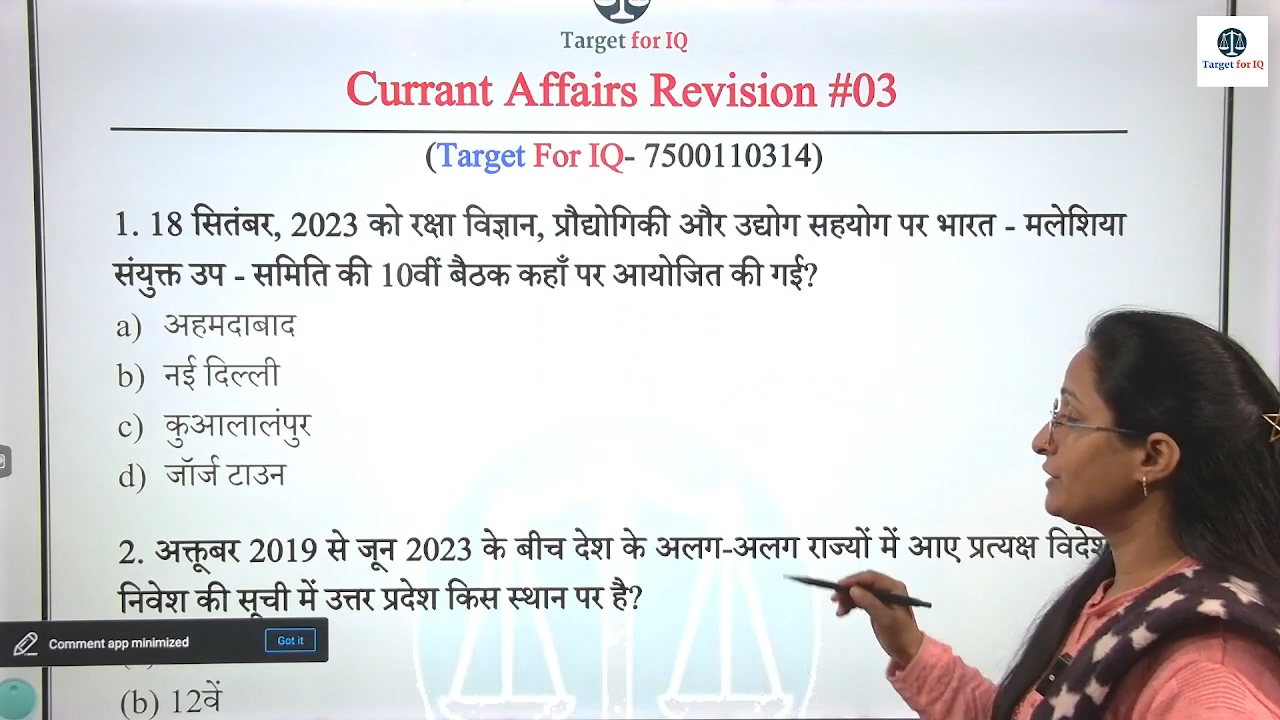 Target for IQ
Target for IQ
Currant Affairs Revision #03
(Target For IQ- 7500110314)
1. 18 सितंबर, 2023 को रक्षा विज्ञान, प्रौद्योगिकी और उद्योग सहयोग पर भारत - मलेशिया
संयुक्त उप - समिति की 10वीं बैठक कहाँ पर आयोजित की गई?
a) अहमदाबाद
b) नई दिल्ली
c) कुआलालंपुर
d) जॉर्ज टाउन
2. अक्तूबर 2019 से जून 2023 के बीच देश के अलग-अलग राज्यों में आए प्रत्यक्ष
निवेश की सूची में उत्तर प्रदेश किस स्थान पर है?
Comment app minimized
Got it
(b) 12वें